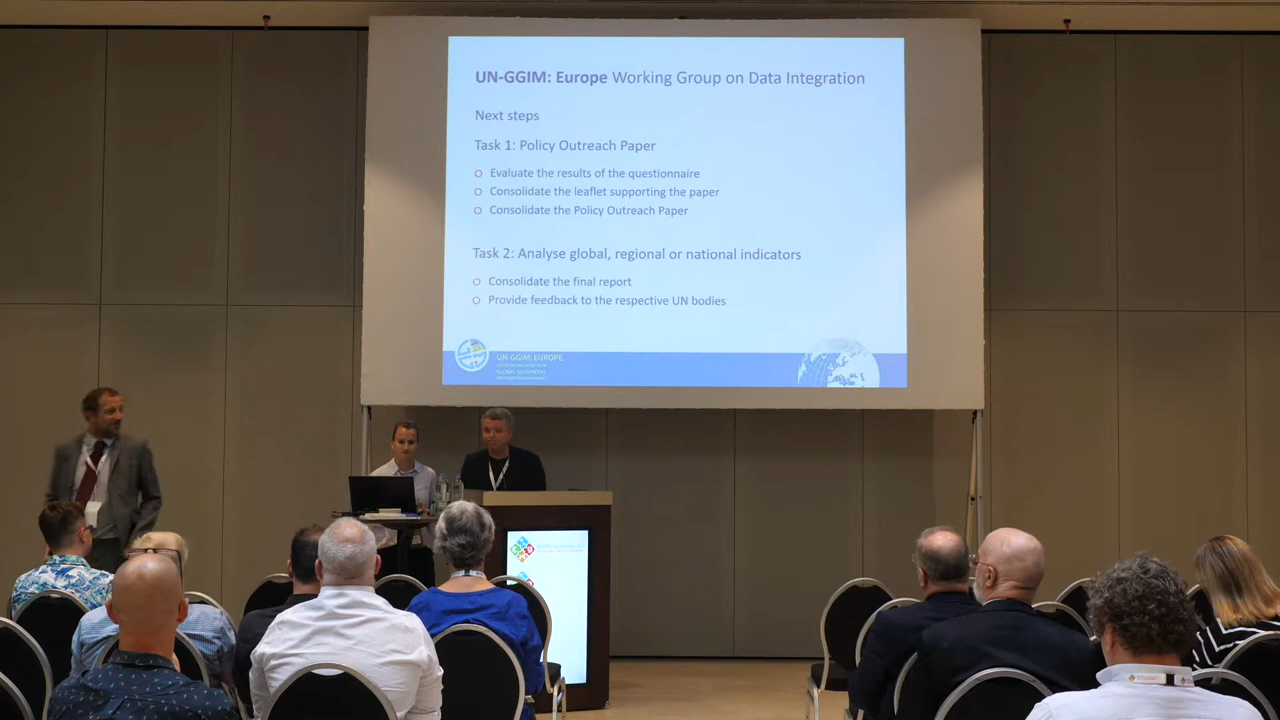 UN-GGIM: Europe Working Group on Data Integration
Next steps
Task 1: Policy Outreach Paper
Evaluate the results of the questionnaire
Consolidate the leaflet supporting the paper
Consolidate the Policy Outreach Paper
Task 2: Analyse global, regional or national indicators
Consolidate the final report
Provide feedback to the respective UN bodies
UN-GGIM: EUROPE